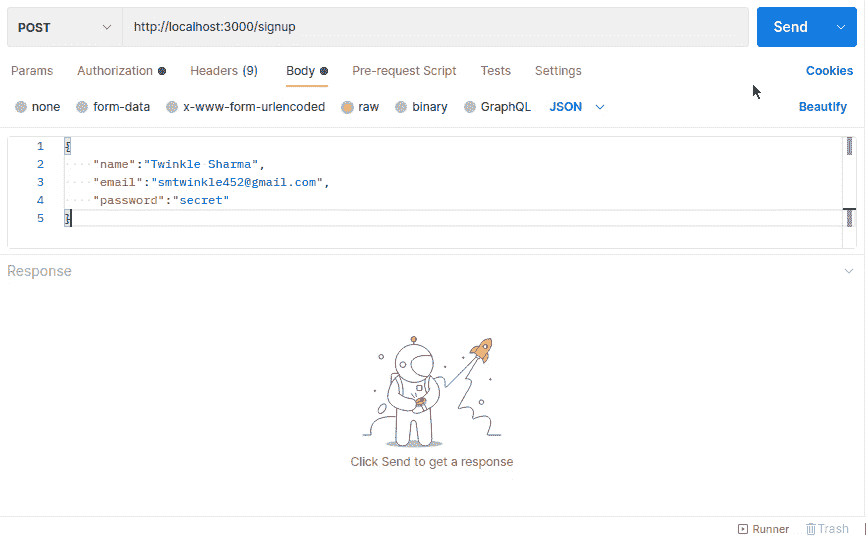 POST http://localhost:3000/signup Send
Params Authorization Headers (9) Body Pre-request Script Tests Settings Cookies
none form-data x-www-form-urlencoded raw binary GraphQL JSON Beautify
1 {
2 "name":"Twinkle Sharma",
3 "email":"smtwinkle452@gmail.com",
4 "password":"secret"
5 }
Response
Click Send to get a response
Runner Trash